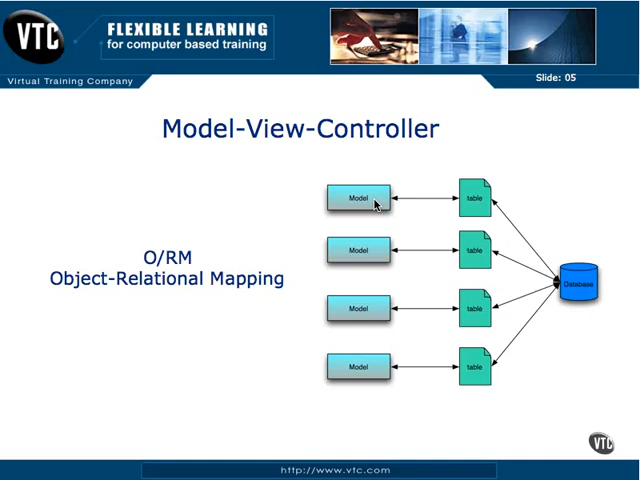 VTC
FLEXIBLE LEARNING
for computer based training
Virtual Training Company
Slide: 05
Model-View-Controller
O/RM
Object-Relational Mapping
Model
table
Model
table
Database
Model
table
Model
table
VTC
http://www.vtc.com